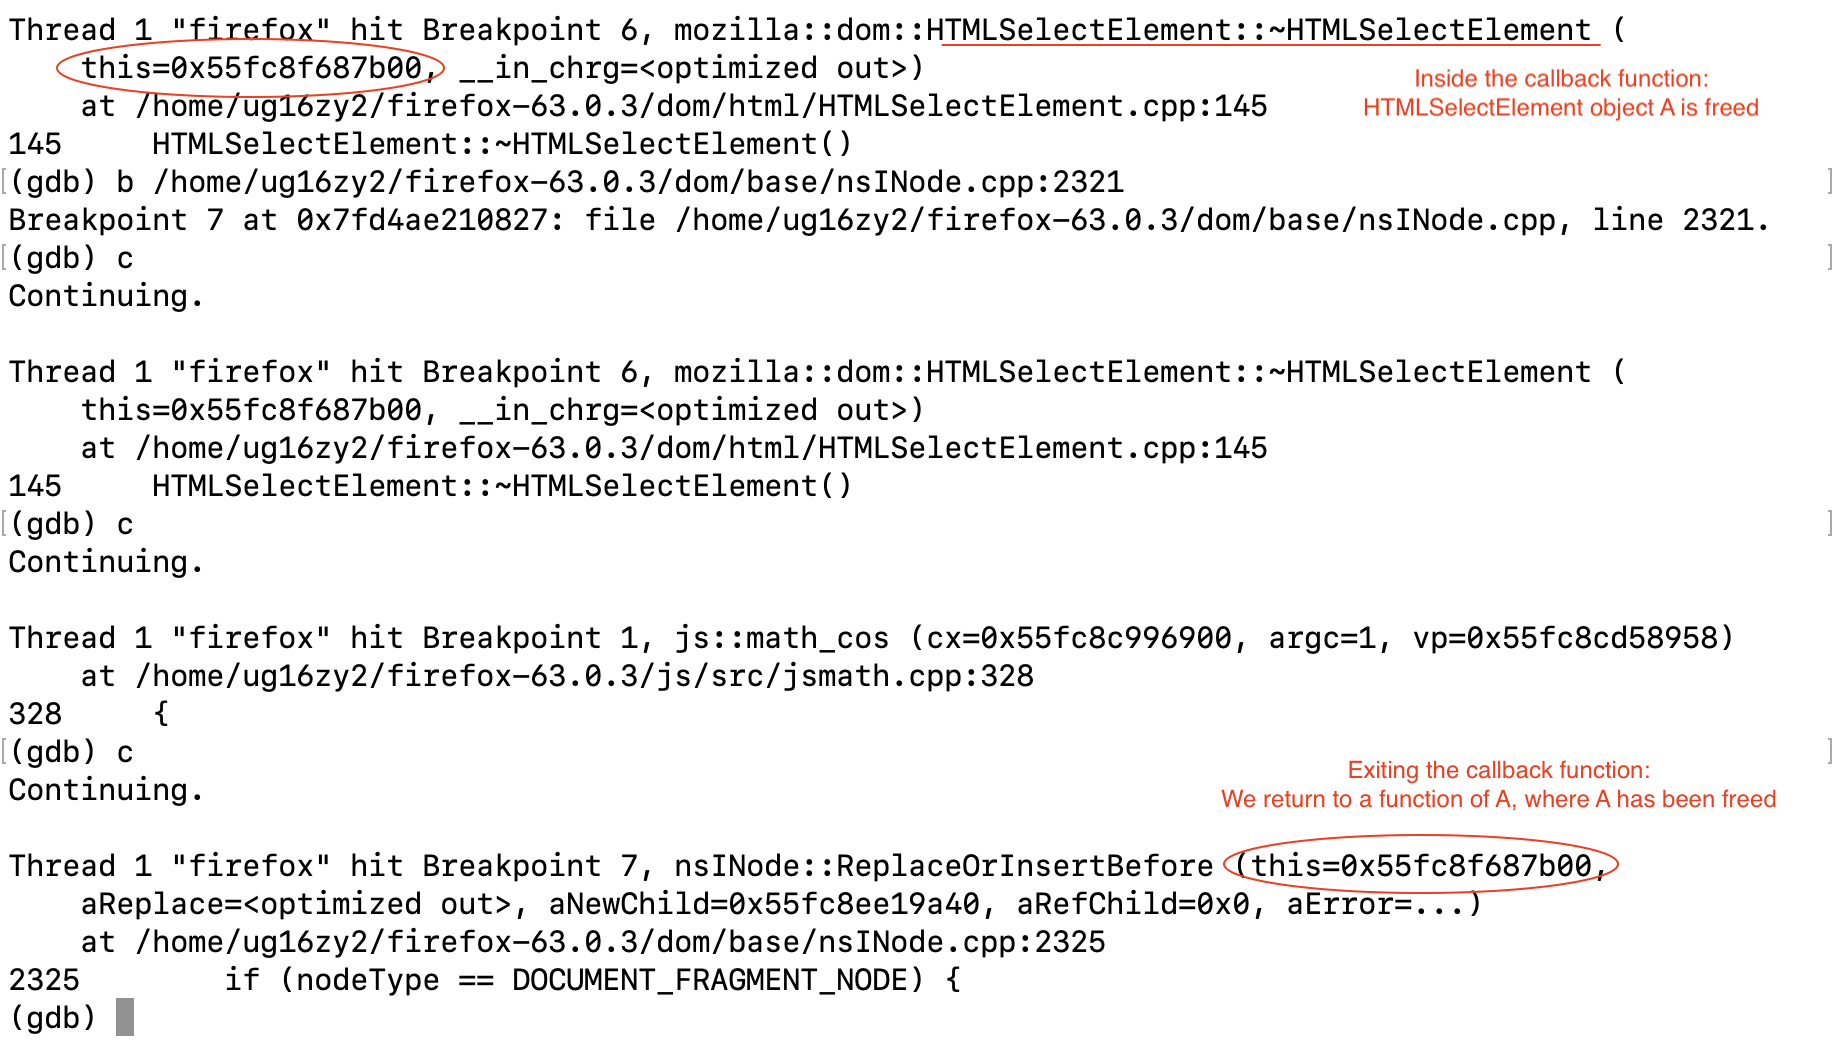 Thread 1 "firefox" hit Breakpoint 6, mozilla::dom::HTMLSelectElement::~HTMLSelectElement (
    this=0x55fc8f687b00, __in_chrg=<optimized out>)
Inside the callback function:
HTMLSelectElement object A is freed
    at /home/ug16zy2/firefox-63.0.3/dom/html/HTMLSelectElement.cpp:145
145     HTMLSelectElement::~HTMLSelectElement()
[(gdb) b /home/ug16zy2/firefox-63.0.3/dom/base/nsINode.cpp:2321 ]
Breakpoint 7 at 0x7fd4ae210827: file /home/ug16zy2/firefox-63.0.3/dom/base/nsINode.cpp, line 2321.
[(gdb) c ]
Continuing.
Thread 1 "firefox" hit Breakpoint 6, mozilla::dom::HTMLSelectElement::~HTMLSelectElement (
    this=0x55fc8f687b00, __in_chrg=<optimized out>)
    at /home/ug16zy2/firefox-63.0.3/dom/html/HTMLSelectElement.cpp:145
145     HTMLSelectElement::~HTMLSelectElement()
[(gdb) c ]
Continuing.
Thread 1 "firefox" hit Breakpoint 1, js::math_cos (cx=0x55fc8c996900, argc=1, vp=0x55fc8cd58958)
    at /home/ug16zy2/firefox-63.0.3/js/src/jsmath.cpp:328
328     {
[(gdb) c ]
Continuing.
Exiting the callback function:
We return to a function of A, where A has been freed
Thread 1 "firefox" hit Breakpoint 7, nsINode::ReplaceOrInsertBefore (this=0x55fc8f687b00,
    aReplace=<optimized out>, aNewChild=0x55fc8ee19a40, aRefChild=0x0, aError=...)
    at /home/ug16zy2/firefox-63.0.3/dom/base/nsINode.cpp:2325
2325        if (nodeType == DOCUMENT_FRAGMENT_NODE) {
(gdb)